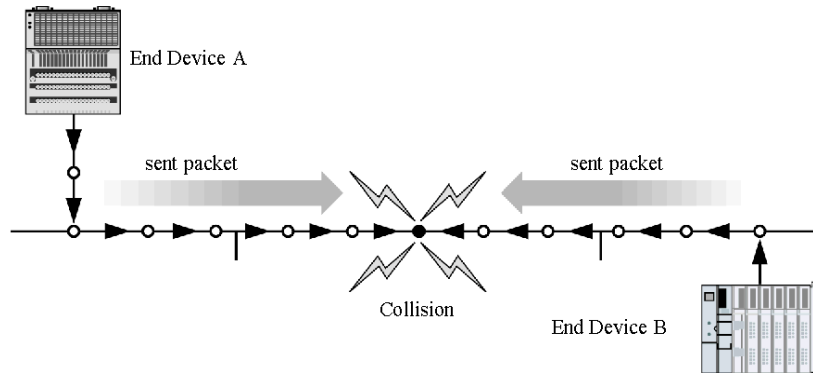 End Device A
sent packet
sent packet
Collision
End Device B